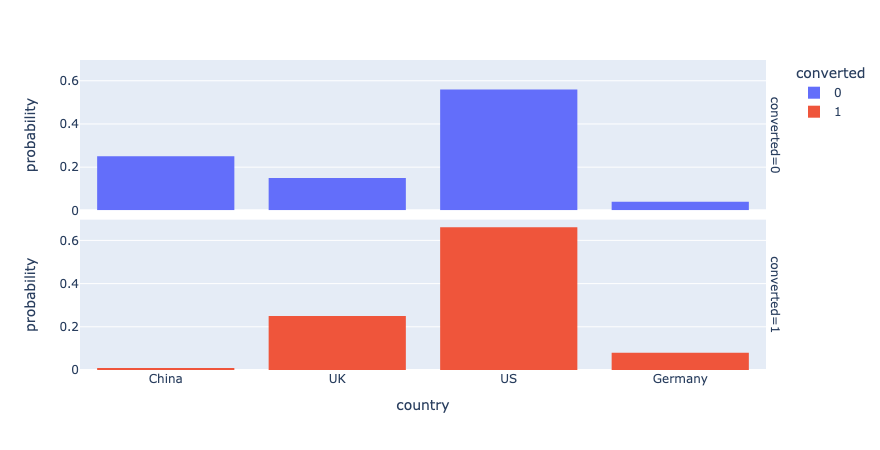 converted
0
1
probability
0.6
0.4
0.2
0
converted=0
probability
0.6
0.4
0.2
0
converted=1
China UK US Germany
country